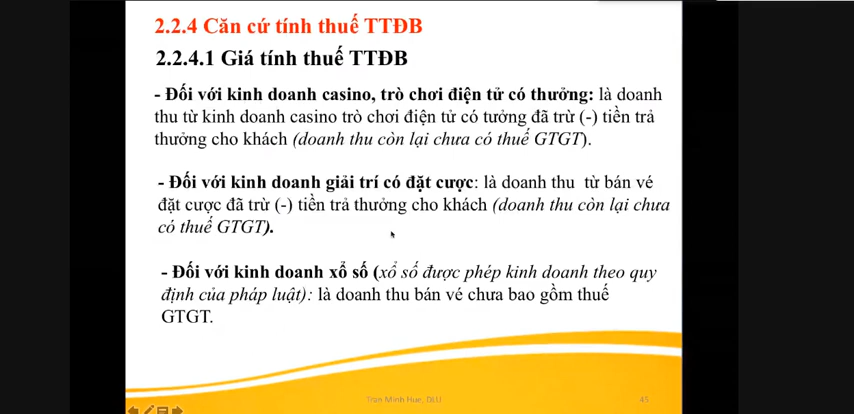 2.2.4 Căn cứ tính thuế TTĐB
2.2.4.1 Giá tính thuế TTĐB
- Đối với kinh doanh casino, trò chơi điện tử có thưởng: là doanh
thu từ kinh doanh casino trò chơi điện tử có tưởng đã trừ (-) tiền trả
thưởng cho khách (doanh thu còn lại chưa có thuế GTGT).
- Đối với kinh doanh giải trí có đặt cược: là doanh thu từ bán vé
đặt cược đã trừ (-) tiền trả thưởng cho khách (doanh thu còn lại chưa
có thuế GTGT).
- Đối với kinh doanh xổ số (xổ số được phép kinh doanh theo quy
định của pháp luật): là doanh thu bán vé chưa bao gồm thuế
GTGT.
Tran Minh Hue, DLU 45